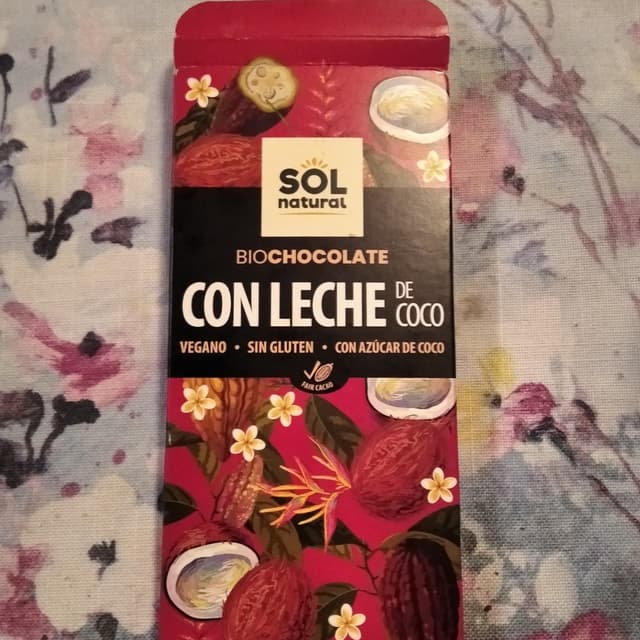 SOL
natural
BIOCHOCOLATE
CON LECHE DE COCO
VEGANO • SIN GLUTEN • CON AZÚCAR DE COCO
FAIR CACAO